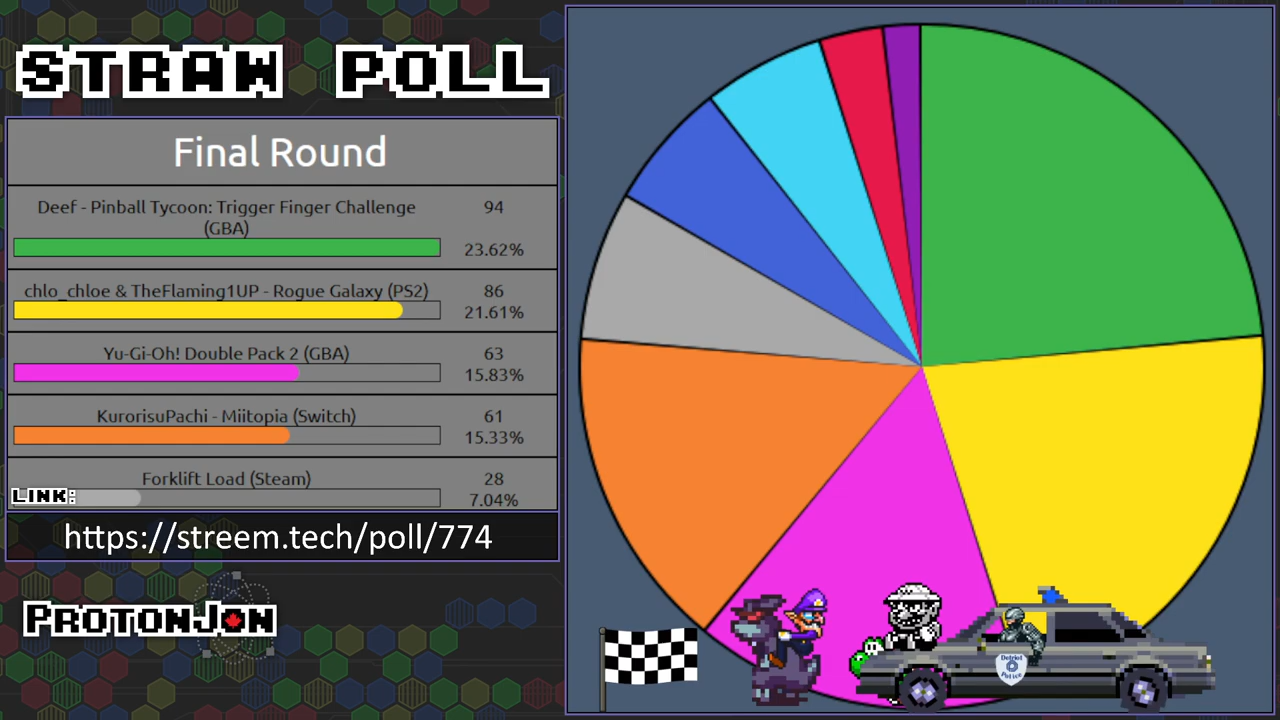 STRAW POLL
Final Round
Deef - Pinball Tycoon: Trigger Finger Challenge 94
(GBA)
23.62%
chlo_chloe & TheFlaming1UP - Rogue Galaxy (PS2) 86
21.61%
Yu-Gi-Oh! Double Pack 2 (GBA) 63
15.83%
KurorisuPachi - Miitopia (Switch) 61
15.33%
Forklift Load (Steam) 28
LINK: 7.04%
https://streem.tech/poll/774
PROTONJON
Detroit
Police